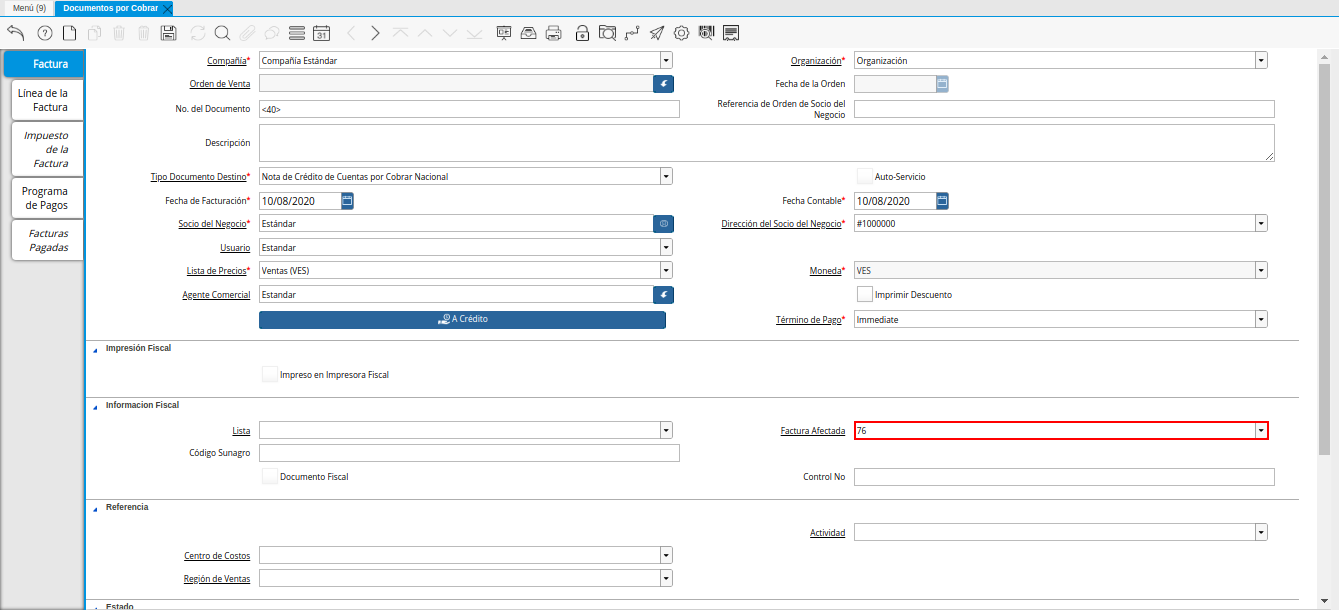 Menú (9)
Documentos por Cobrar
31
Factura
Línea de la
Factura
Impuesto
de la
Factura
Programa
de Pagos
Facturas
Pagadas
Compañía* Compañía Estándar
Organización* Organización
Orden de Venta
Fecha de la Orden
No. del Documento <40>
Referencia de Orden de Socio del
Negocio
Descripción
Tipo Documento Destino* Nota de Crédito de Cuentas por Cobrar Nacional
Auto-Servicio
Fecha de Facturación* 10/08/2020
Fecha Contable* 10/08/2020
Socio del Negocio* Estándar
Dirección del Socio del Negocio* #1000000
Usuario Estandar
Lista de Precios* Ventas (VES)
Moneda* VES
Agente Comercial Estandar
Imprimir Descuento
A Crédito
Término de Pago* Immediate
Impresión Fiscal
Impreso en Impresora Fiscal
Informacion Fiscal
Lista
Factura Afectada 76
Código Sunagro
Documento Fiscal
Control No
Referencia
Actividad
Centro de Costos
Región de Ventas
Estado